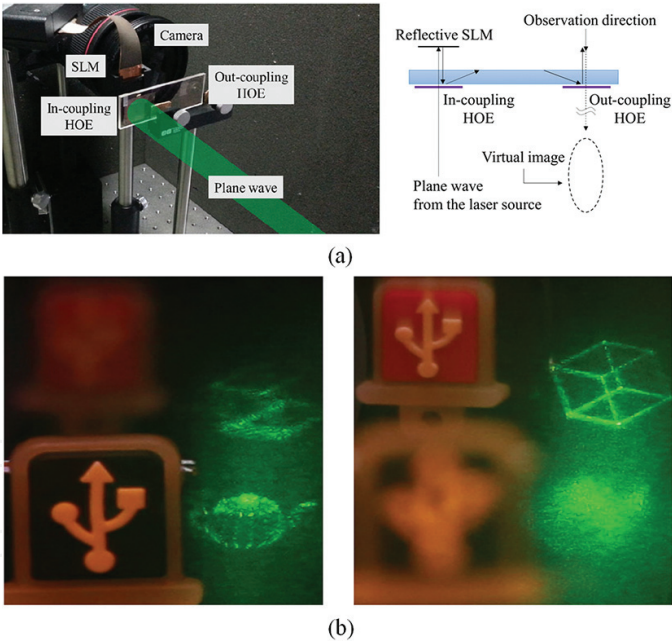 Camera
SLM
Out-coupling
HOE
In-coupling
HOE
Plane wave
Observation direction
Reflective SLM
In-coupling
HOE
Out-coupling
HOE
Virtual image
Plane wave
from the laser source
(a)
(b)